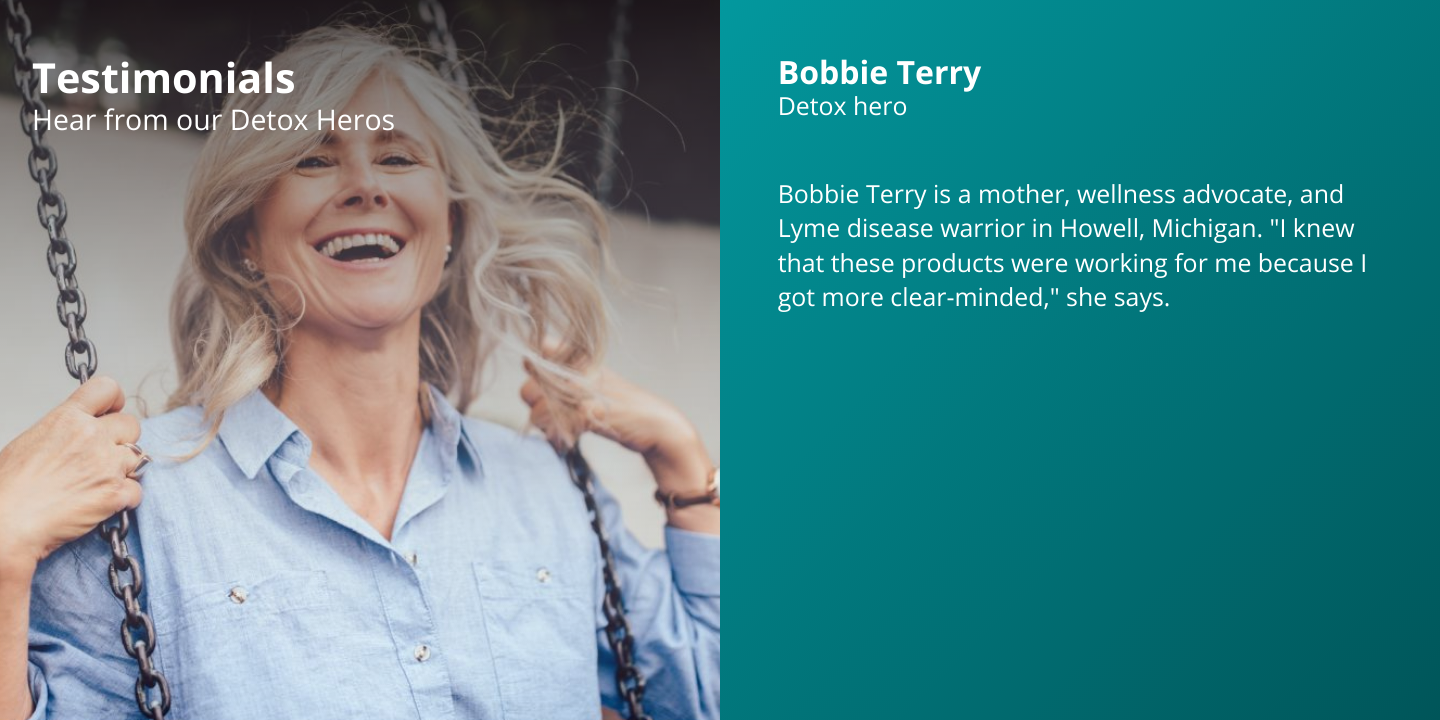 Testimonials
Hear from our Detox Heros
Bobbie Terry
Detox hero
Bobbie Terry is a mother, wellness advocate, and
Lyme disease warrior in Howell, Michigan. "I knew
that these products were working for me because I
got more clear-minded," she says.